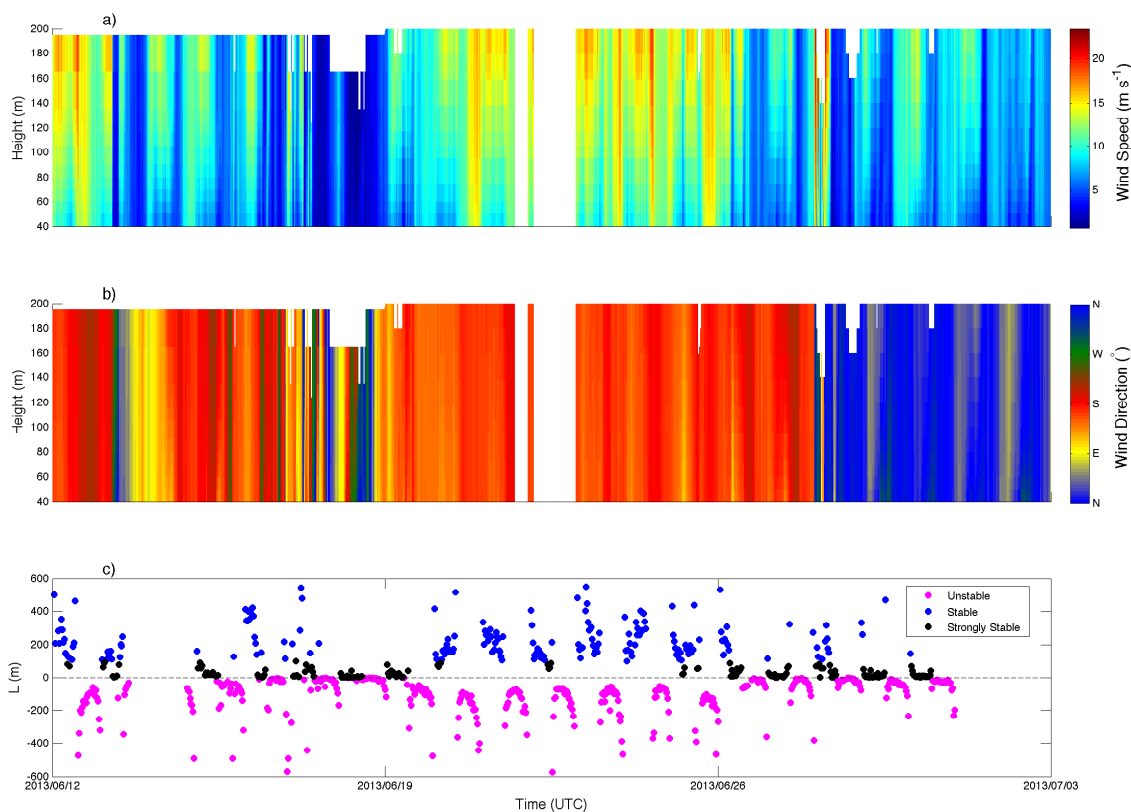 a)
200
180
160
140
120
100
80
60
40
Height (m)
20
15
10
5
Wind Speed (m s⁻¹)
b)
200
180
160
140
120
100
80
60
40
Height (m)
N
W
S
E
N
Wind Direction (°)
c)
600
400
200
0
-200
-400
-600
L (m)
Unstable
Stable
Strongly Stable
2013/06/12
2013/06/19
2013/06/26
2013/07/03
Time (UTC)